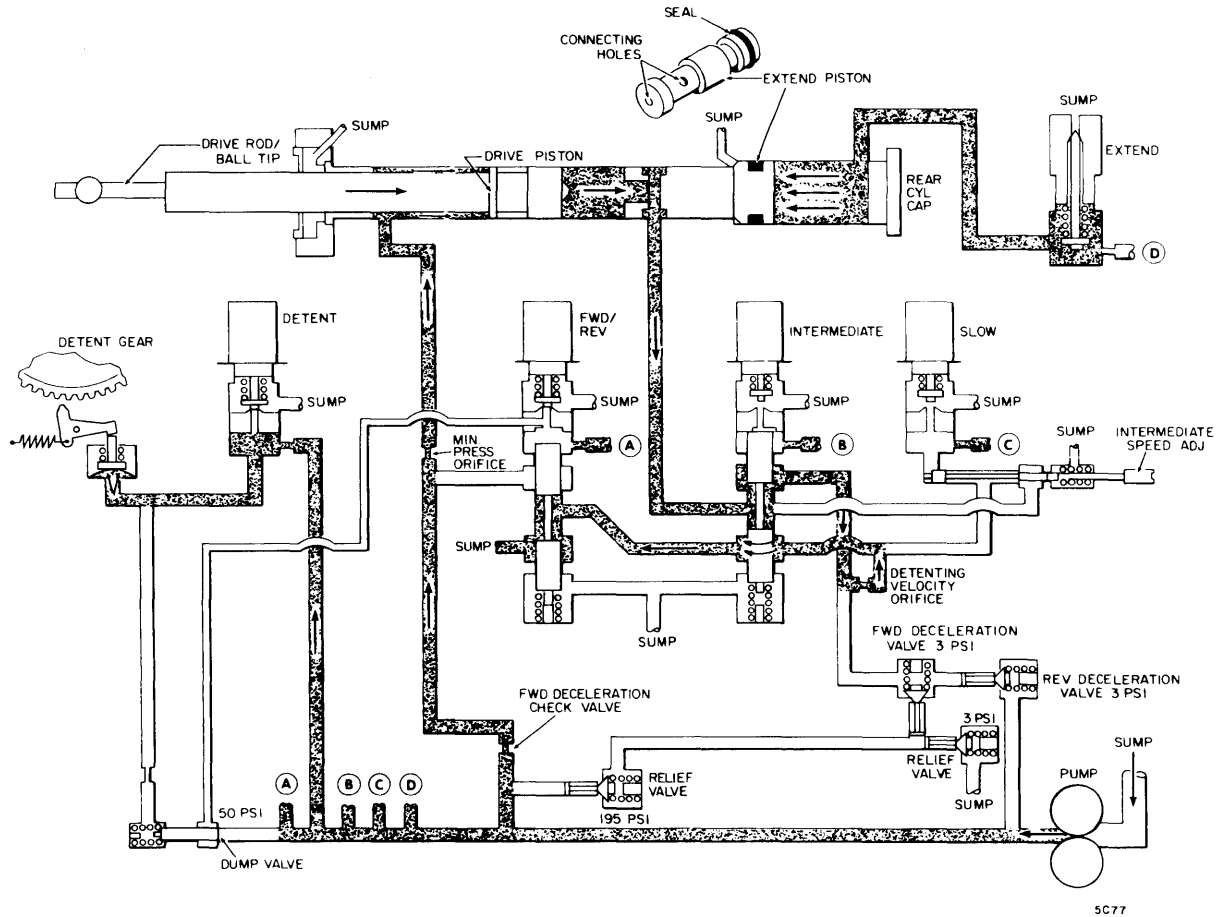 SEAL
CONNECTING
HOLES
EXTEND PISTON
SUMP
SUMP
EXTEND
SUMP
DRIVE ROD/
BALL TIP
DRIVE PISTON
REAR
CYL
CAP
D
DETENT
FWD/
REV
INTERMEDIATE
SLOW
DETENT GEAR
SUMP
SUMP
SUMP
SUMP
SUMP
MIN.
PRESS
ORIFICE
A
B
C
INTERMEDIATE
SPEED ADJ
SUMP
DETENTING
VELOCITY
ORIFICE
SUMP
FWD DECELERATION
VALVE 3 PSI
FWD DECELERATION
CHECK VALVE
REV DECELERATION
VALVE 3 PSI
3 PSI
RELIEF
VALVE
SUMP
RELIEF
VALVE
195 PSI
SUMP
PUMP
A
B
C
D
50 PSI
DUMP VALVE
5C77